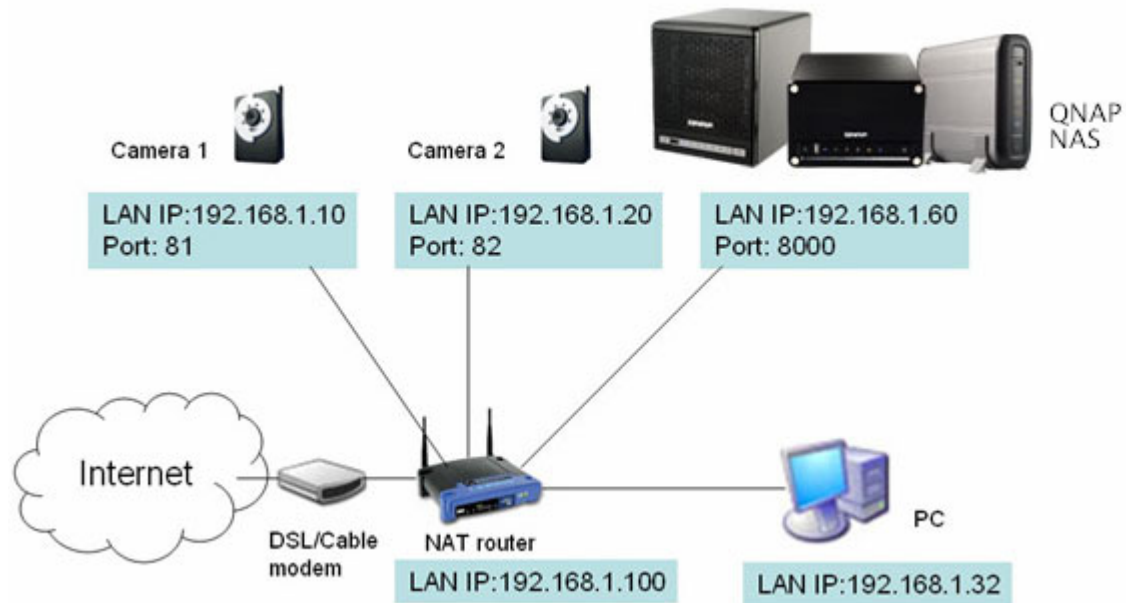 QNAP
NAS
Camera 1
Camera 2
LAN IP:192.168.1.10
Port: 81
LAN IP:192.168.1.20
Port: 82
LAN IP:192.168.1.60
Port: 8000
Internet
DSL/Cable
modem
NAT router
PC
LAN IP:192.168.1.100
LAN IP:192.168.1.32